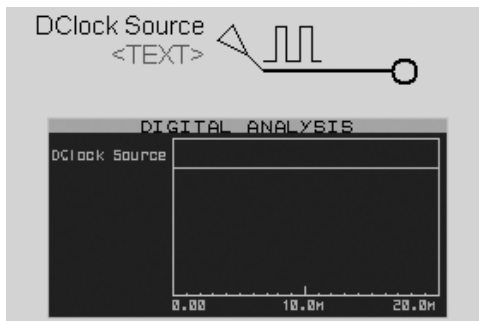 DClock Source
<TEXT>
DIGITAL ANALYSIS
DClock Source
0.00 10.0m 20.0m